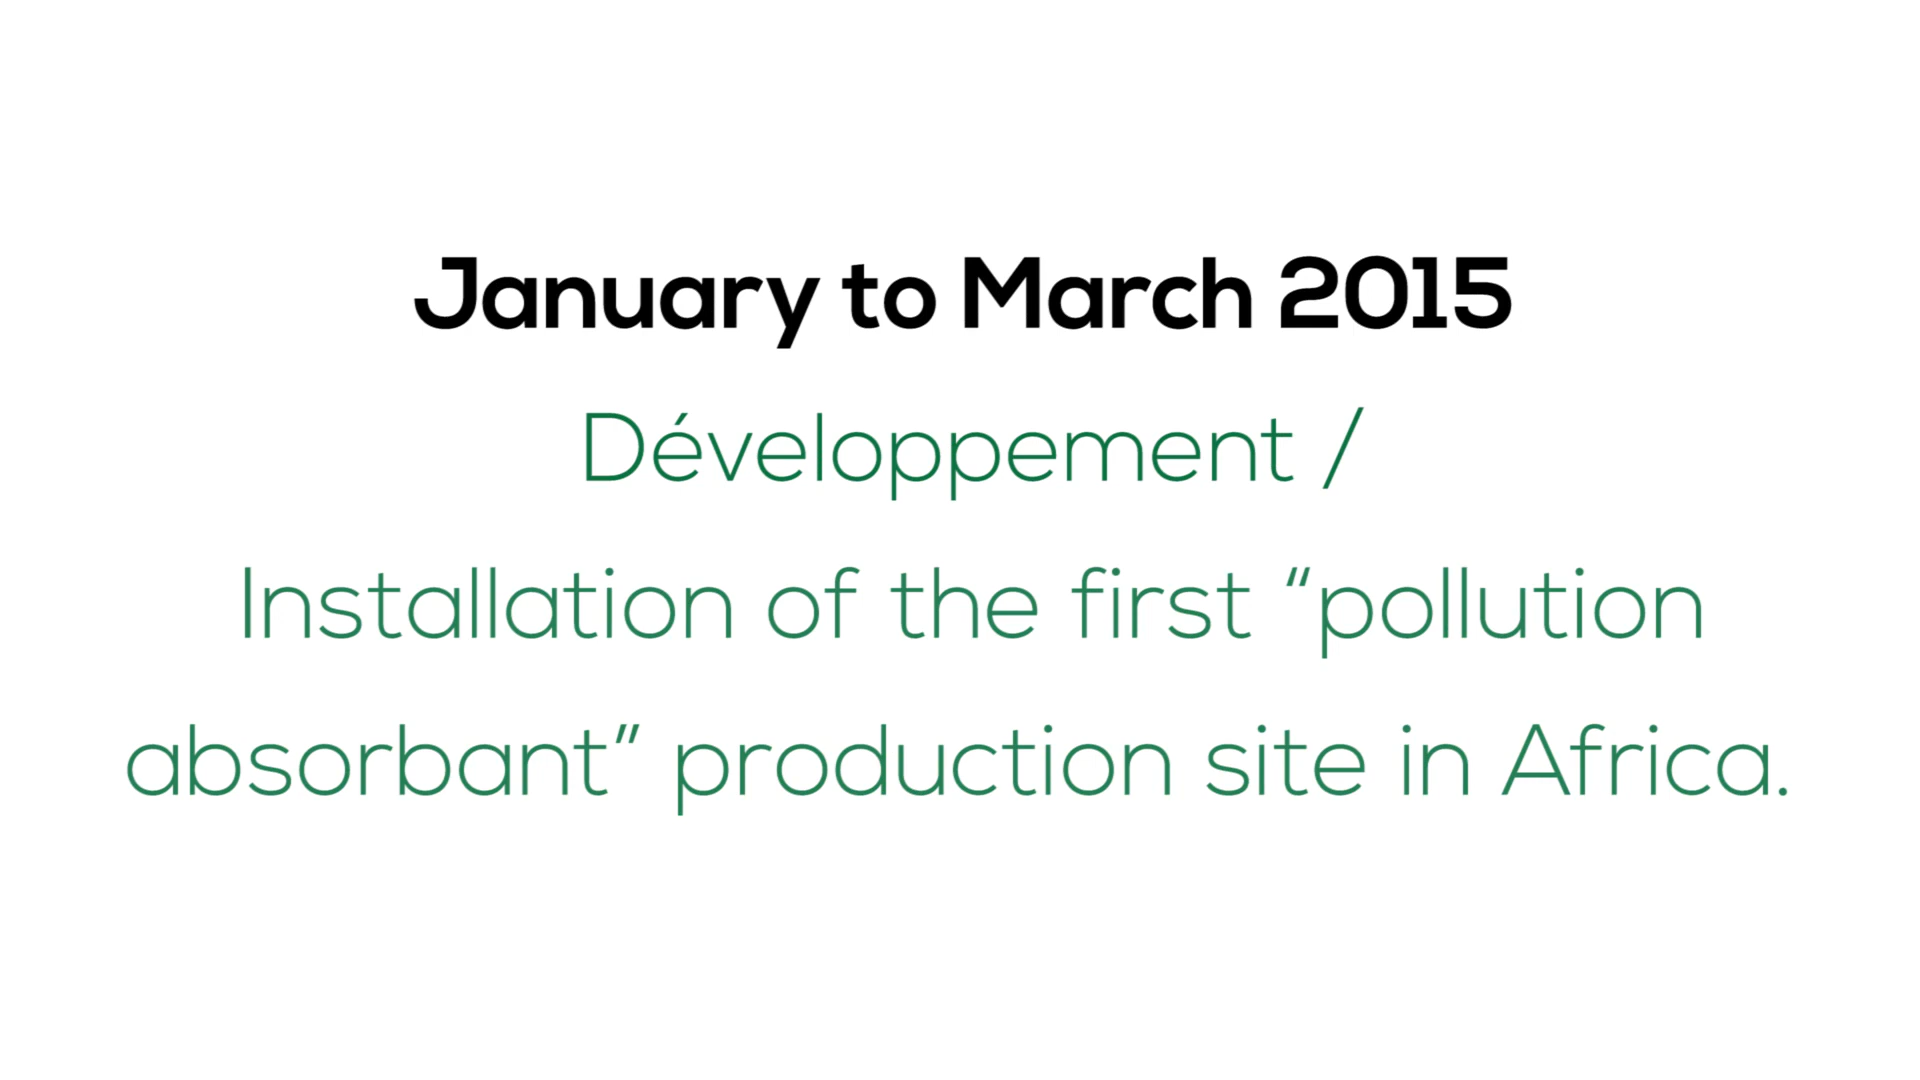 January to March 2015
Développement /
Installation of the first “pollution
absorbant” production site in Africa.